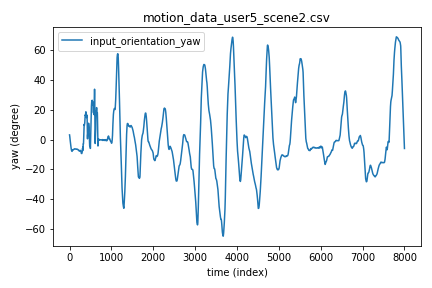 motion_data_user5_scene2.csv
input_orientation_yaw
yaw (degree)
60
40
20
0
−20
−40
−60
0 1000 2000 3000 4000 5000 6000 7000 8000
time (index)